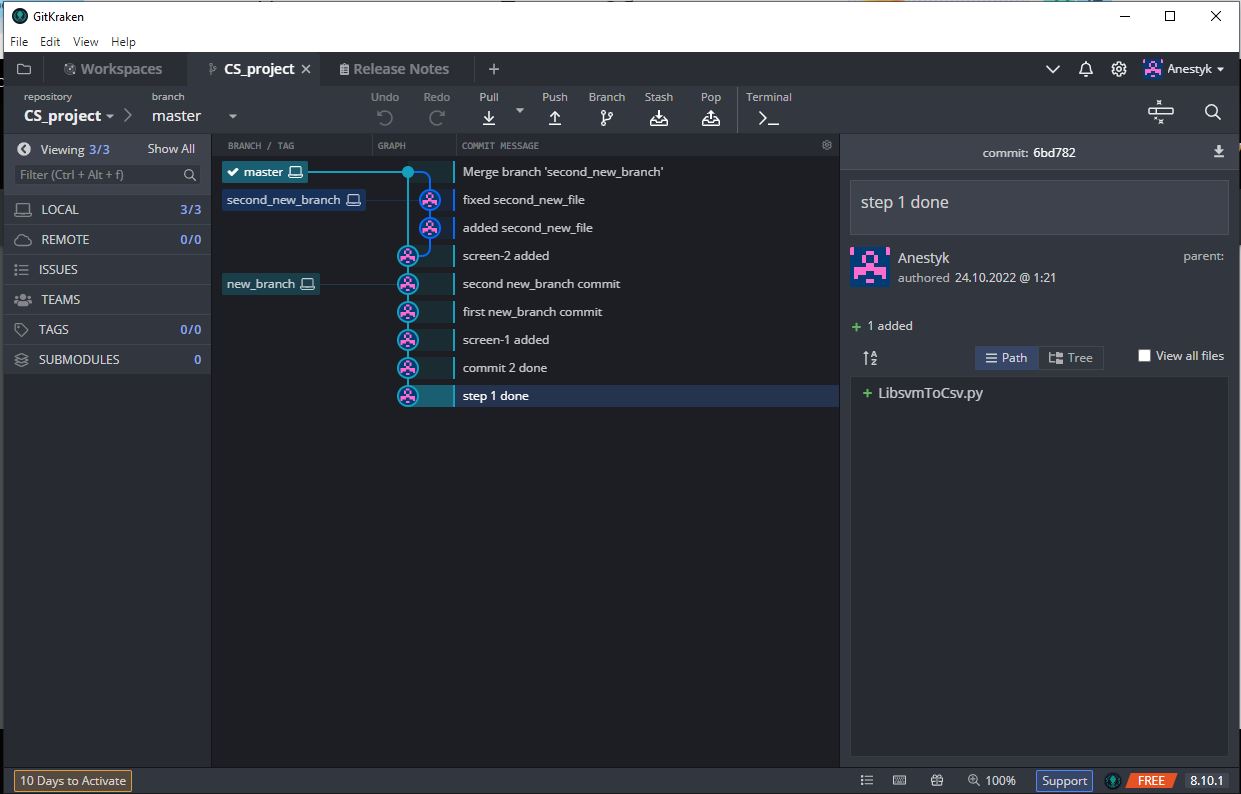 GitKraken
File Edit View Help
Workspaces CS_project Release Notes Anestyk
repository branch
CS_project master
Undo Redo Pull Push Branch Stash Pop Terminal
Viewing 3/3 Show All
Filter (Ctrl + Alt + f)
LOCAL 3/3
REMOTE 0/0
ISSUES
TEAMS
TAGS 0/0
SUBMODULES 0
BRANCH / TAG GRAPH COMMIT MESSAGE
master Merge branch 'second_new_branch'
second_new_branch fixed second_new_file
added second_new_file
screen-2 added
new_branch second new_branch commit
first new_branch commit
screen-1 added
commit 2 done
step 1 done
commit: 6bd782
step 1 done
Anestyk parent:
authored 24.10.2022 @ 1:21
+ 1 added
Path Tree View all files
+ LibsvmToCsv.py
10 Days to Activate 100% Support FREE 8.10.1